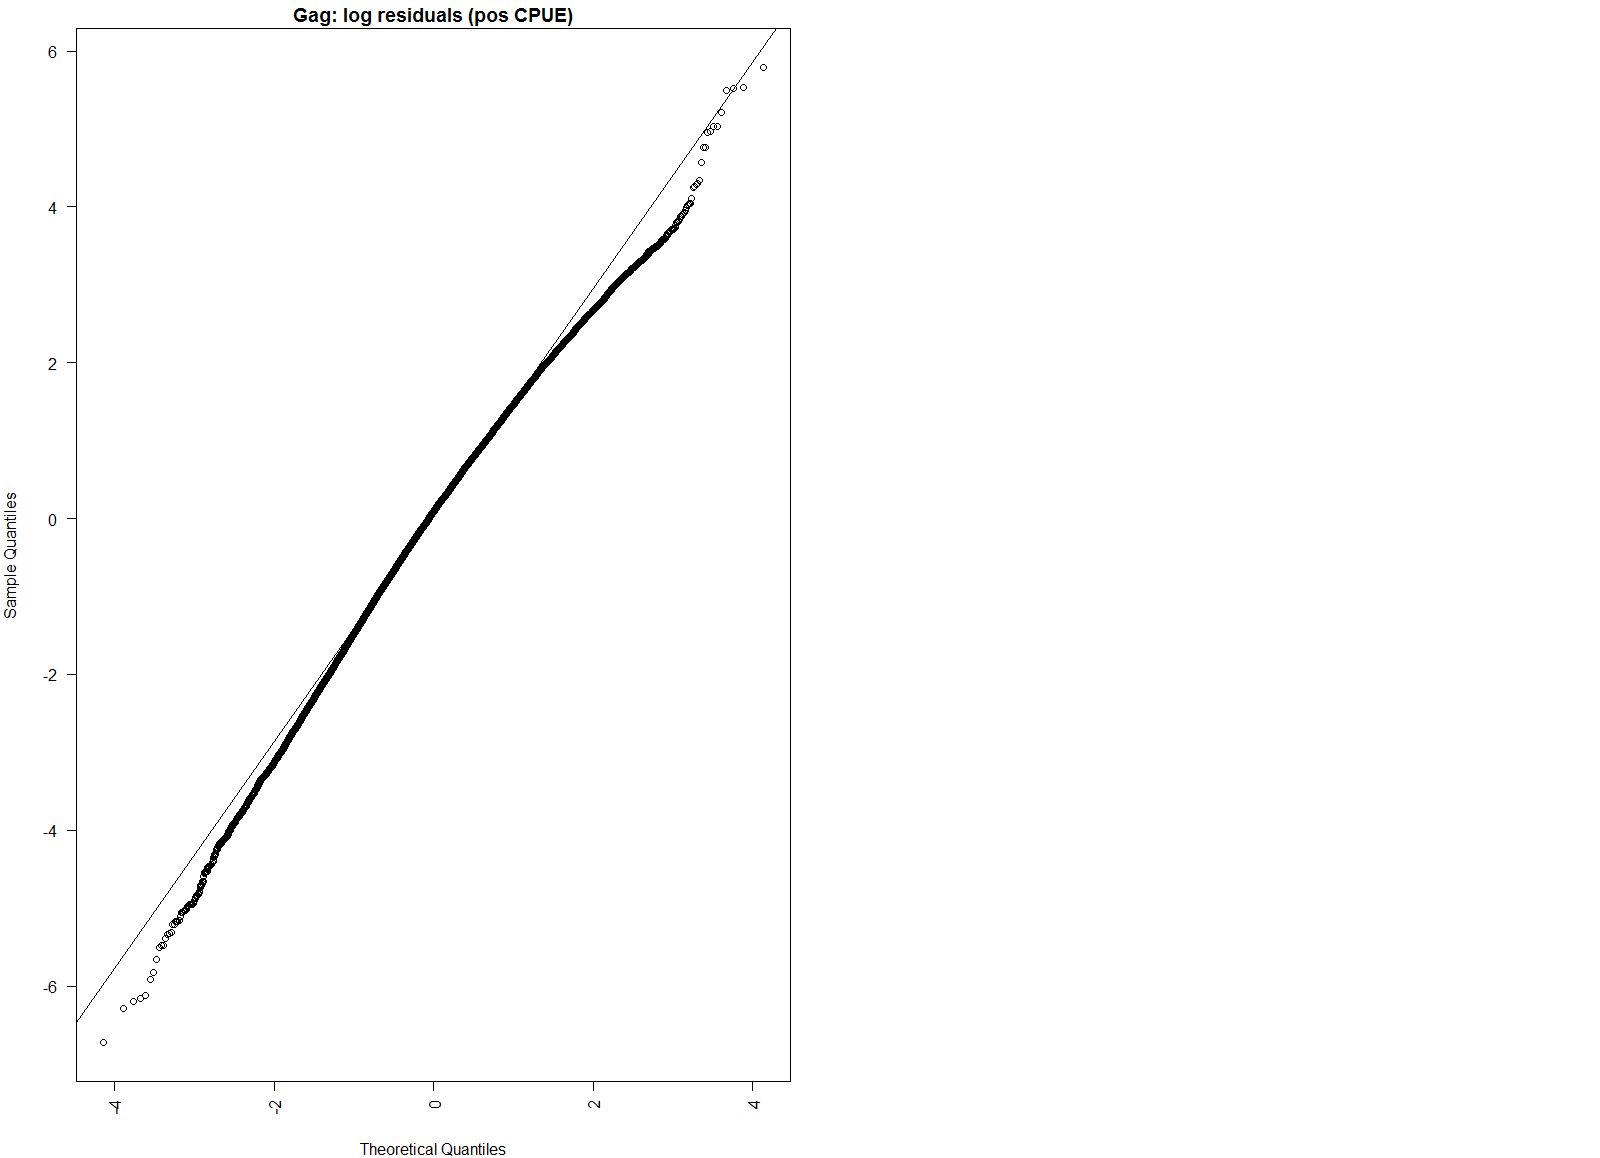 Gag: log residuals (pos CPUE)
6
4
2
0
-2
-4
-6
Sample Quantiles
-4 -2 0 2 4
Theoretical Quantiles